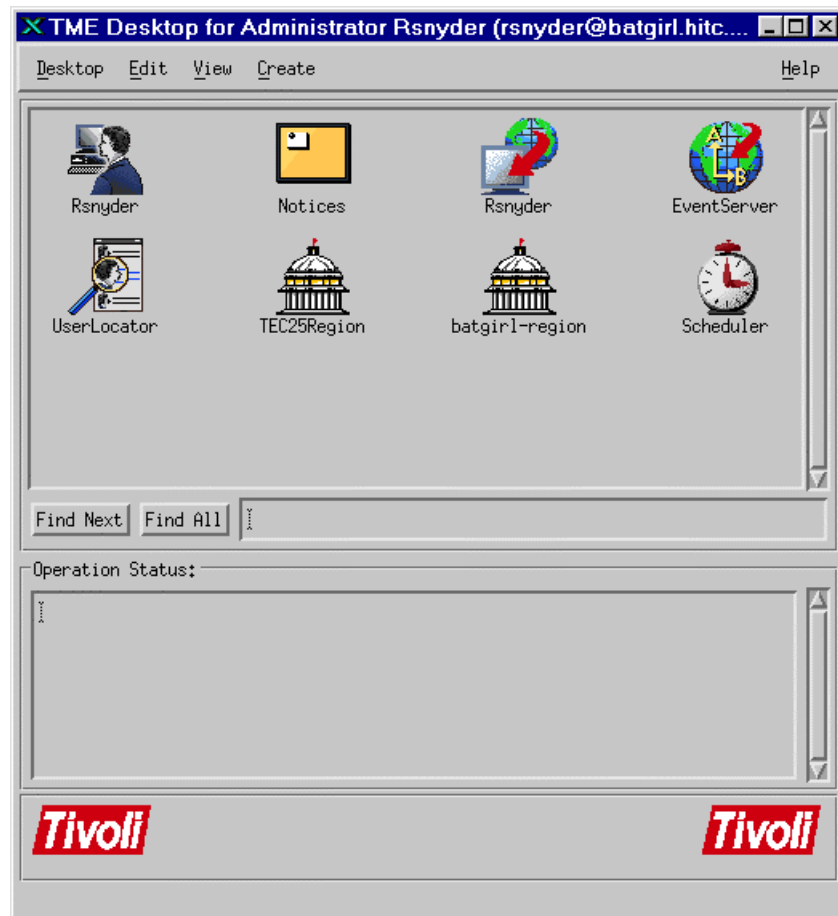 TME Desktop for Administrator Rsnyder (rsnyder@batgirl.hitc....
Desktop Edit View Create Help
Rsnyder Notices Rsnyder EventServer
UserLocator TEC25Region batgirl-region Scheduler
Find Next Find All
Operation Status:
Tivoli Tivoli